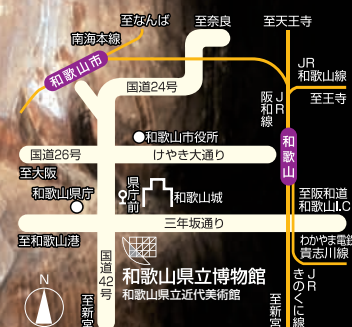 至なんば
至奈良
至天王寺
南海本線
和歌山市
国道24号
JR
和歌山線
至王寺
JR
阪和線
和歌山市役所
和歌山
国道26号
けやき大通り
至大阪
和歌山県庁
県庁前
和歌山城
至阪和道
和歌山I.C
三年坂通り
至和歌山港
わかやま電鉄
貴志川線
国道42号
和歌山県立博物館
和歌山県立近代美術館
JR
きのくに線
N
至新宮
至新宮